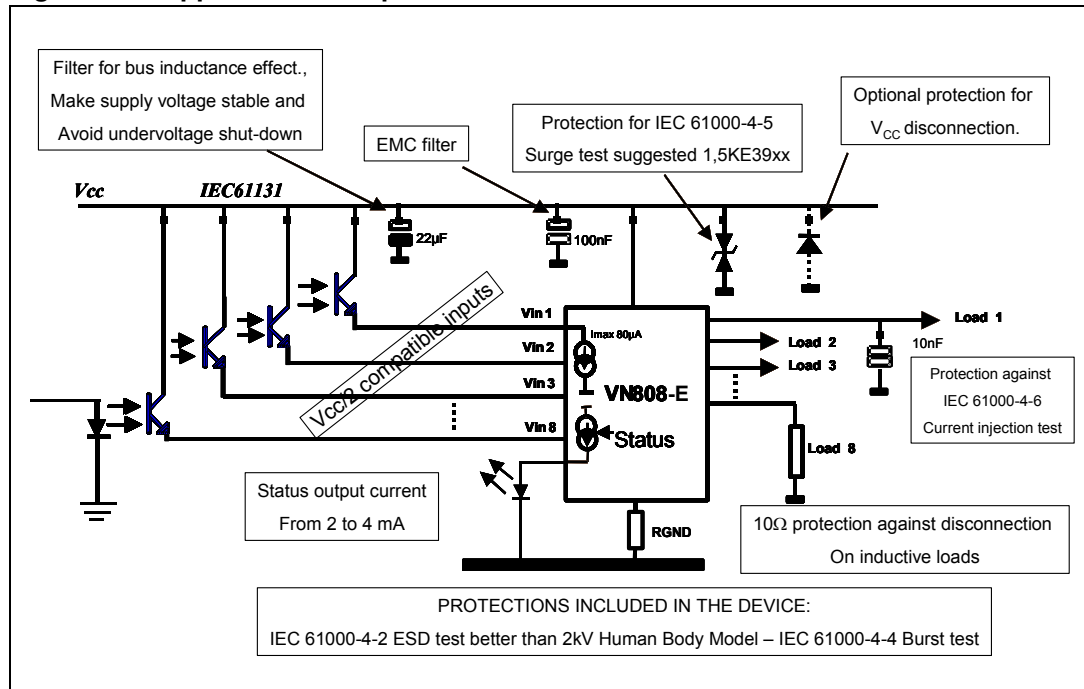 Filter for bus inductance effect.,
Make supply voltage stable and
Avoid undervoltage shut-down
EMC filter
Protection for IEC 61000-4-5
Surge test suggested 1,5KE39xx
Optional protection for
VCC disconnection.
Vcc
IEC61131
22µF
100nF
Vcc/2 compatible inputs
Vin 1
Vin 2
Vin 3
Vin 8
Imax 80µA
VN808-E
Status
Load 1
Load 2
Load 3
10nF
Protection against
IEC 61000-4-6
Current injection test
Load 8
Status output current
From 2 to 4 mA
RGND
10Ω protection against disconnection
On inductive loads
PROTECTIONS INCLUDED IN THE DEVICE:
IEC 61000-4-2 ESD test better than 2kV Human Body Model – IEC 61000-4-4 Burst test